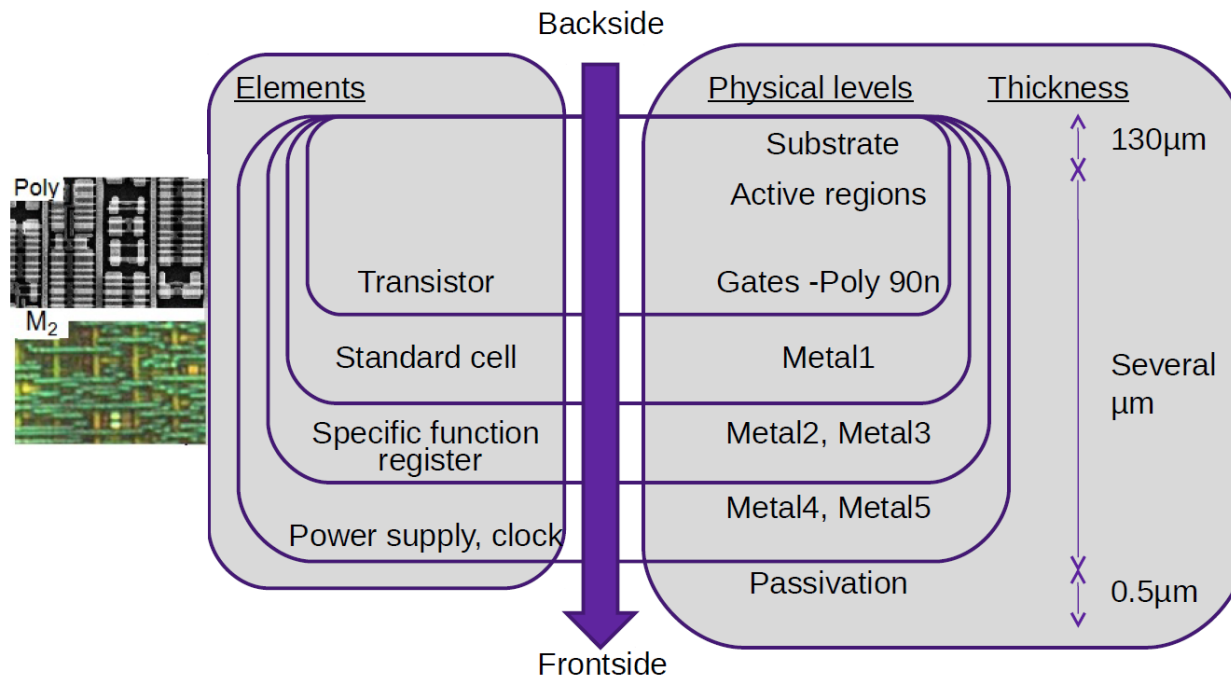 Backside
Elements
Physical levels
Thickness
Substrate
130µm
Active regions
Poly
Transistor
Gates -Poly 90n
M₂
Standard cell
Metal1
Several
µm
Specific function
register
Metal2, Metal3
Metal4, Metal5
Power supply, clock
Passivation
0.5µm
Frontside